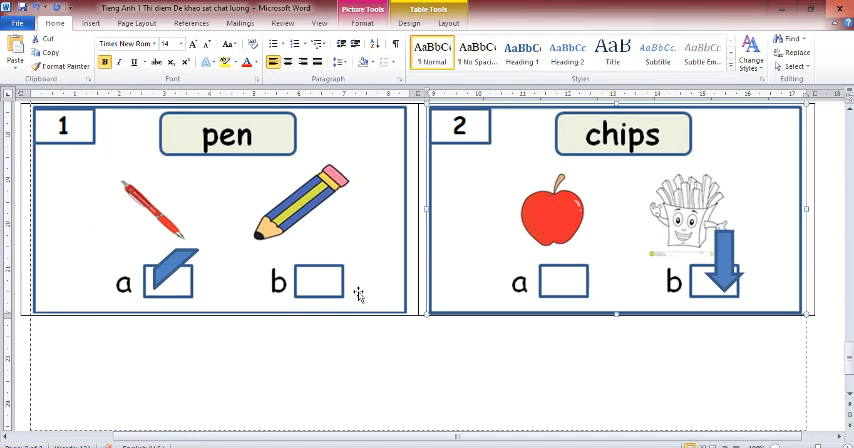 Tieng Anh 1 Thi diem De khao sat chat luong - Microsoft Word
Picture Tools
Table Tools
File
Home
Insert
Page Layout
References
Mailings
Review
View
Format
Design
Layout
Paste
Cut
Copy
Format Painter
Clipboard
Times New Rom
14
Font
Paragraph
AaBbCc
¶ Normal
AaBbCc
¶ No Spaci...
AaBbCc
Heading 1
AaBbCc
Heading 2
AaB
Title
AaBbCc
Subtitle
AaBbCc
Subtle Em...
Change
Styles
Styles
Find
Replace
Select
Editing
1
pen
a
b
2
chips
a
b